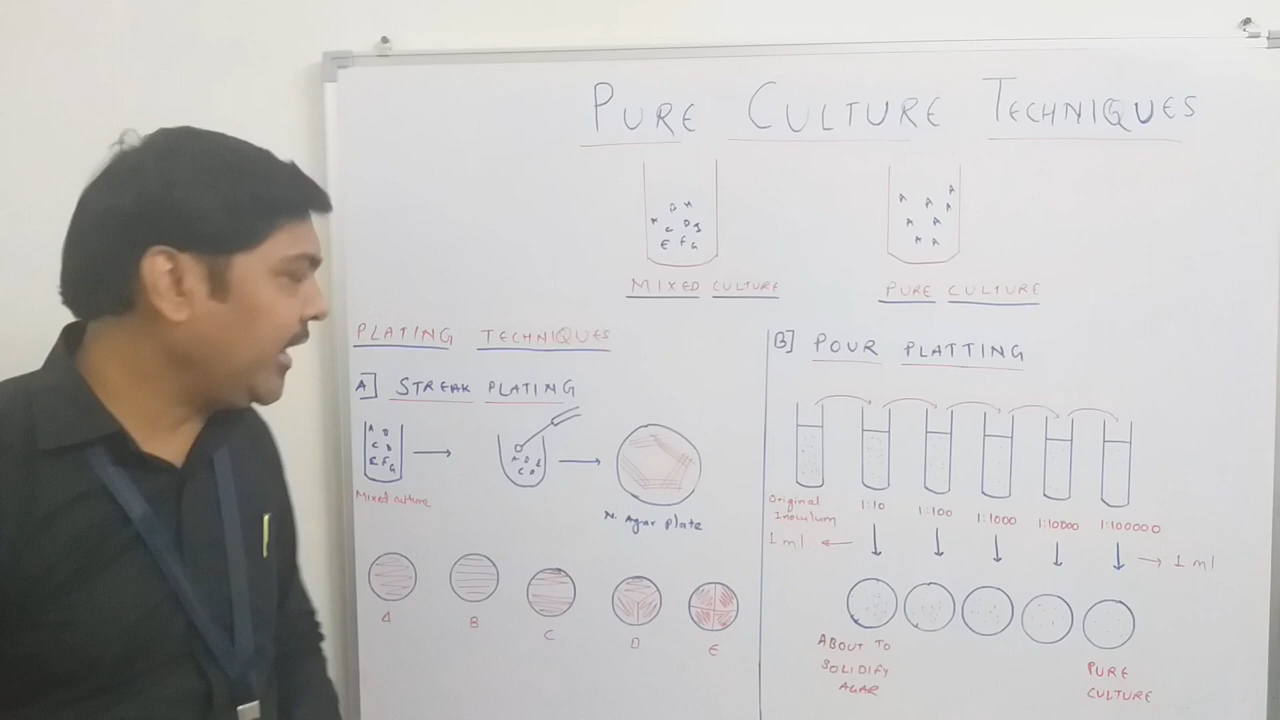 PURE CULTURE TECHNIQUES
MIXED CULTURE
PURE CULTURE
PLATING TECHNIQUES
A] STREAK PLATING
Mixed culture
N. Agar plate
A B C D E
B] POUR PLATTING
Original
Inoculum
1:10 1:100 1:1000 1:10000 1:100000
1 ml
1 ml
ABOUT TO
SOLIDIFY
AGAR
PURE
CULTURE